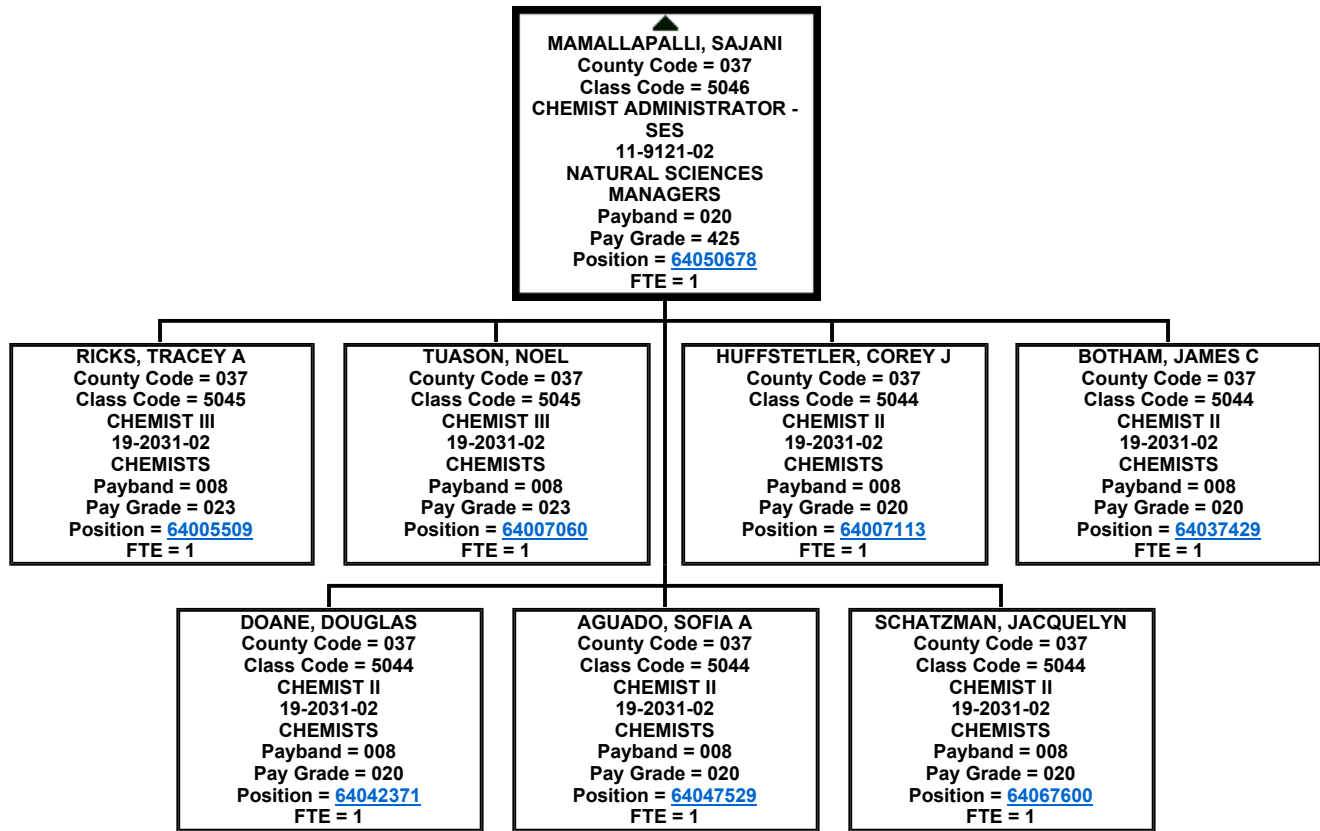 MAMALLAPALLI, SAJANI
County Code = 037
Class Code = 5046
CHEMIST ADMINISTRATOR -
SES
11-9121-02
NATURAL SCIENCES
MANAGERS
Payband = 020
Pay Grade = 425
Position = 64050678
FTE = 1
RICKS, TRACEY A
County Code = 037
Class Code = 5045
CHEMIST III
19-2031-02
CHEMISTS
Payband = 008
Pay Grade = 023
Position = 64005509
FTE = 1
TUASON, NOEL
County Code = 037
Class Code = 5045
CHEMIST III
19-2031-02
CHEMISTS
Payband = 008
Pay Grade = 023
Position = 64007060
FTE = 1
HUFFSTETLER, COREY J
County Code = 037
Class Code = 5044
CHEMIST II
19-2031-02
CHEMISTS
Payband = 008
Pay Grade = 020
Position = 64007113
FTE = 1
BOTHAM, JAMES C
County Code = 037
Class Code = 5044
CHEMIST II
19-2031-02
CHEMISTS
Payband = 008
Pay Grade = 020
Position = 64037429
FTE = 1
DOANE, DOUGLAS
County Code = 037
Class Code = 5044
CHEMIST II
19-2031-02
CHEMISTS
Payband = 008
Pay Grade = 020
Position = 64042371
FTE = 1
AGUADO, SOFIA A
County Code = 037
Class Code = 5044
CHEMIST II
19-2031-02
CHEMISTS
Payband = 008
Pay Grade = 020
Position = 64047529
FTE = 1
SCHATZMAN, JACQUELYN
County Code = 037
Class Code = 5044
CHEMIST II
19-2031-02
CHEMISTS
Payband = 008
Pay Grade = 020
Position = 64067600
FTE = 1